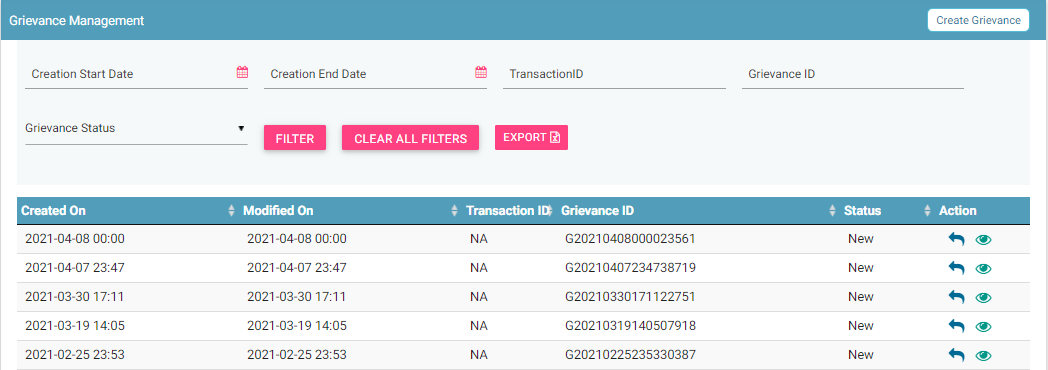 Grievance Management Create Grievance
Creation Start Date Creation End Date TransactionID Grievance ID
Grievance Status FILTER CLEAR ALL FILTERS EXPORT
Created On Modified On Transaction ID Grievance ID Status Action
2021-04-08 00:00 2021-04-08 00:00 NA G20210408000023561 New
2021-04-07 23:47 2021-04-07 23:47 NA G20210407234738719 New
2021-03-30 17:11 2021-03-30 17:11 NA G20210330171122751 New
2021-03-19 14:05 2021-03-19 14:05 NA G20210319140507918 New
2021-02-25 23:53 2021-02-25 23:53 NA G20210225235330387 New